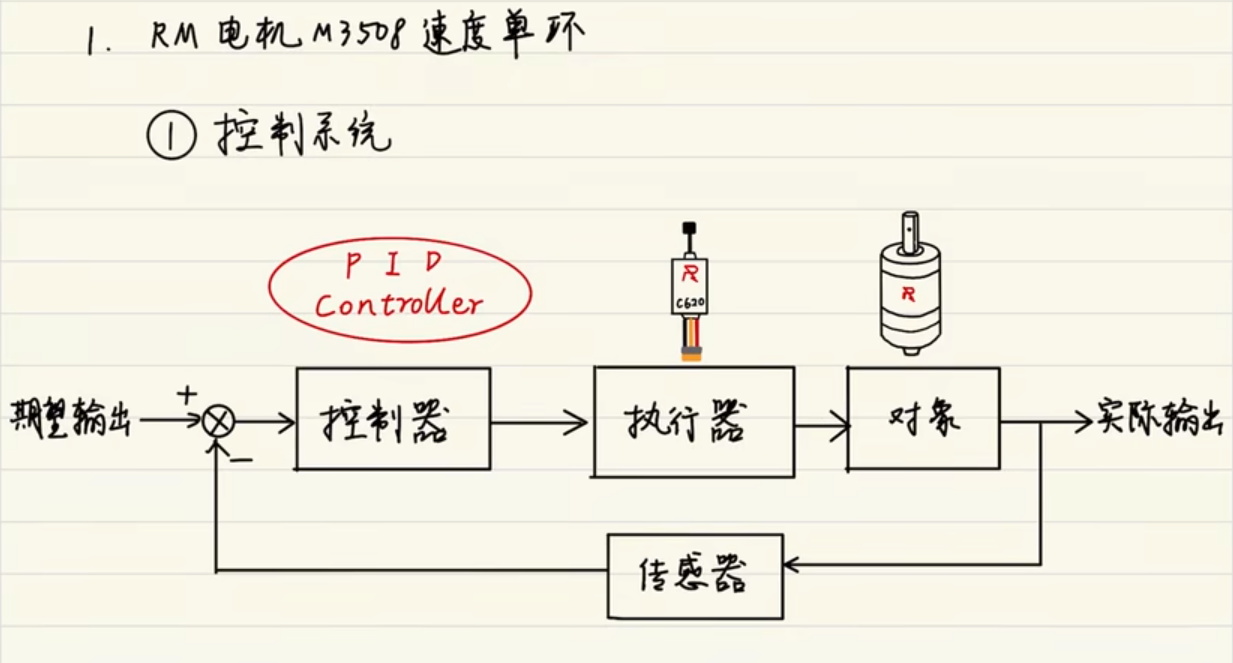 1. RM 电机 M3508 速度单环
① 控制系统
P I D
Controller
R
C620
R
期望输出
+
控制器
执行器
对象
实际输出
−
传感器